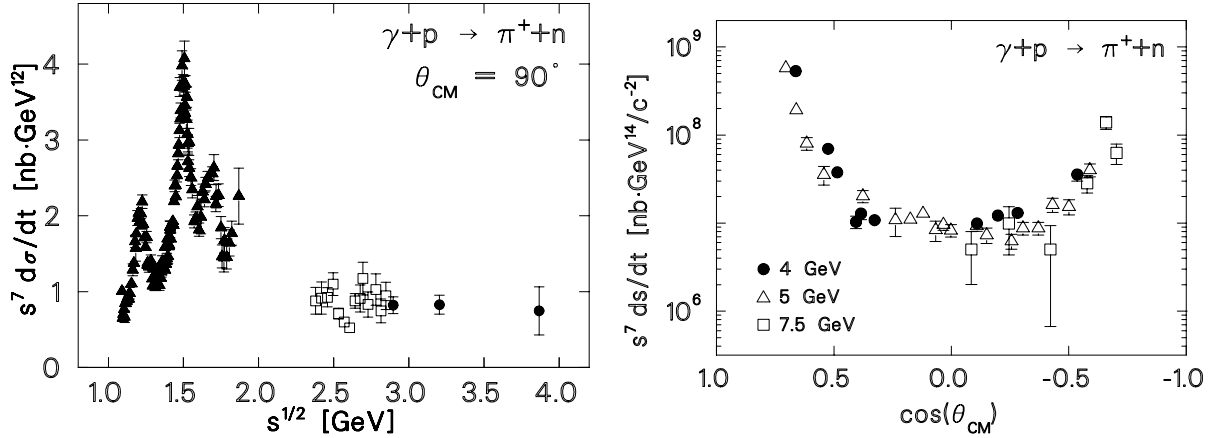 γ+p → π⁺+n
θ_CM = 90°
s⁷ dσ/dt [nb·GeV¹²]
4
3
2
1
0
1.0 1.5 2.0 2.5 3.0 3.5 4.0
s^1/2 [GeV]
γ+p → π⁺+n
s⁷ ds/dt [nb·GeV¹⁴/c⁻²]
10⁹
10⁸
10⁷
10⁶
4 GeV
5 GeV
7.5 GeV
1.0 0.5 0.0 -0.5 -1.0
cos(θ_CM)